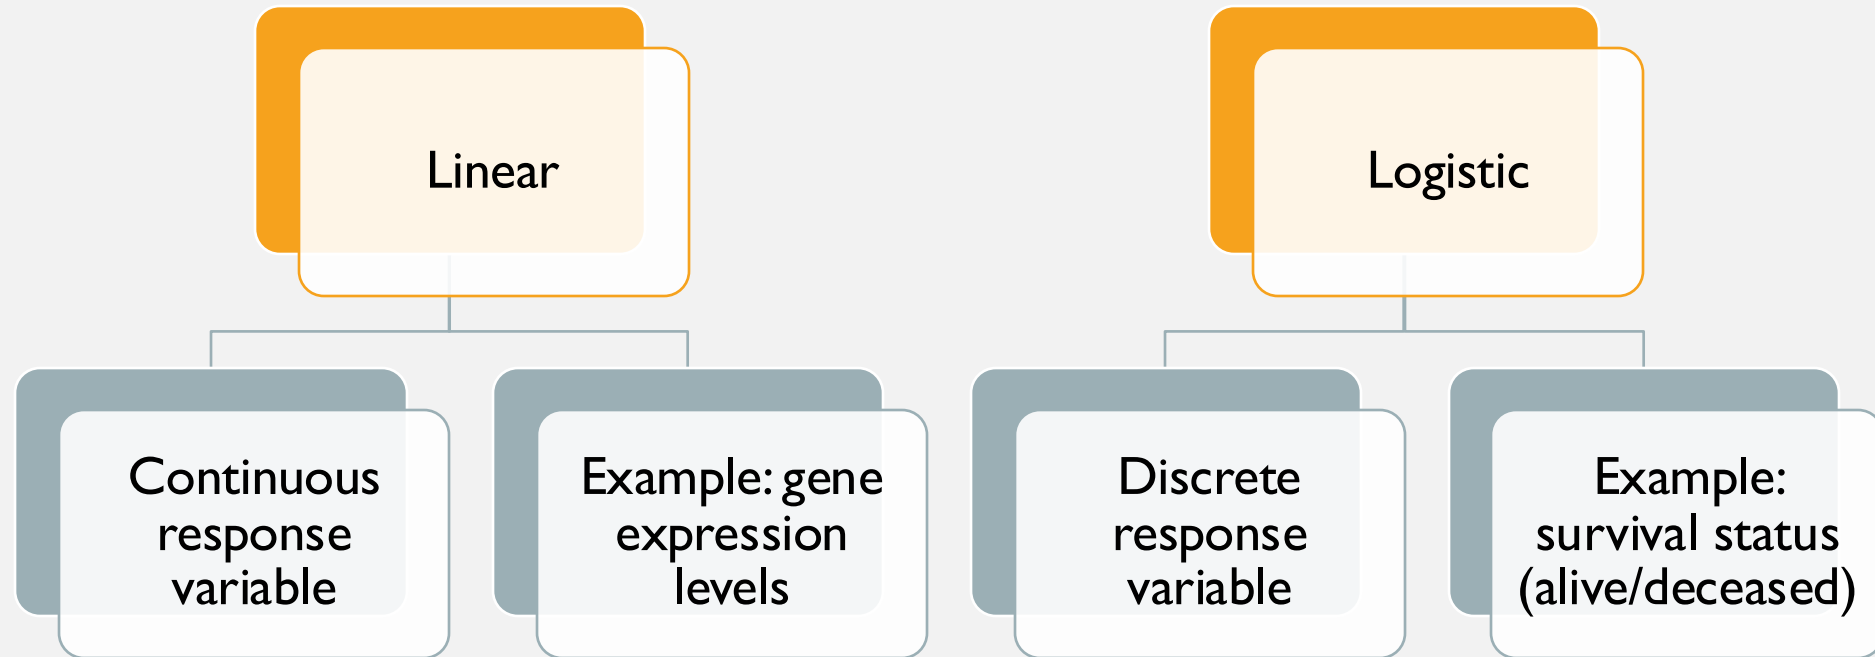 Linear
Logistic
Continuous
response
variable
Example: gene
expression
levels
Discrete
response
variable
Example:
survival status
(alive/deceased)